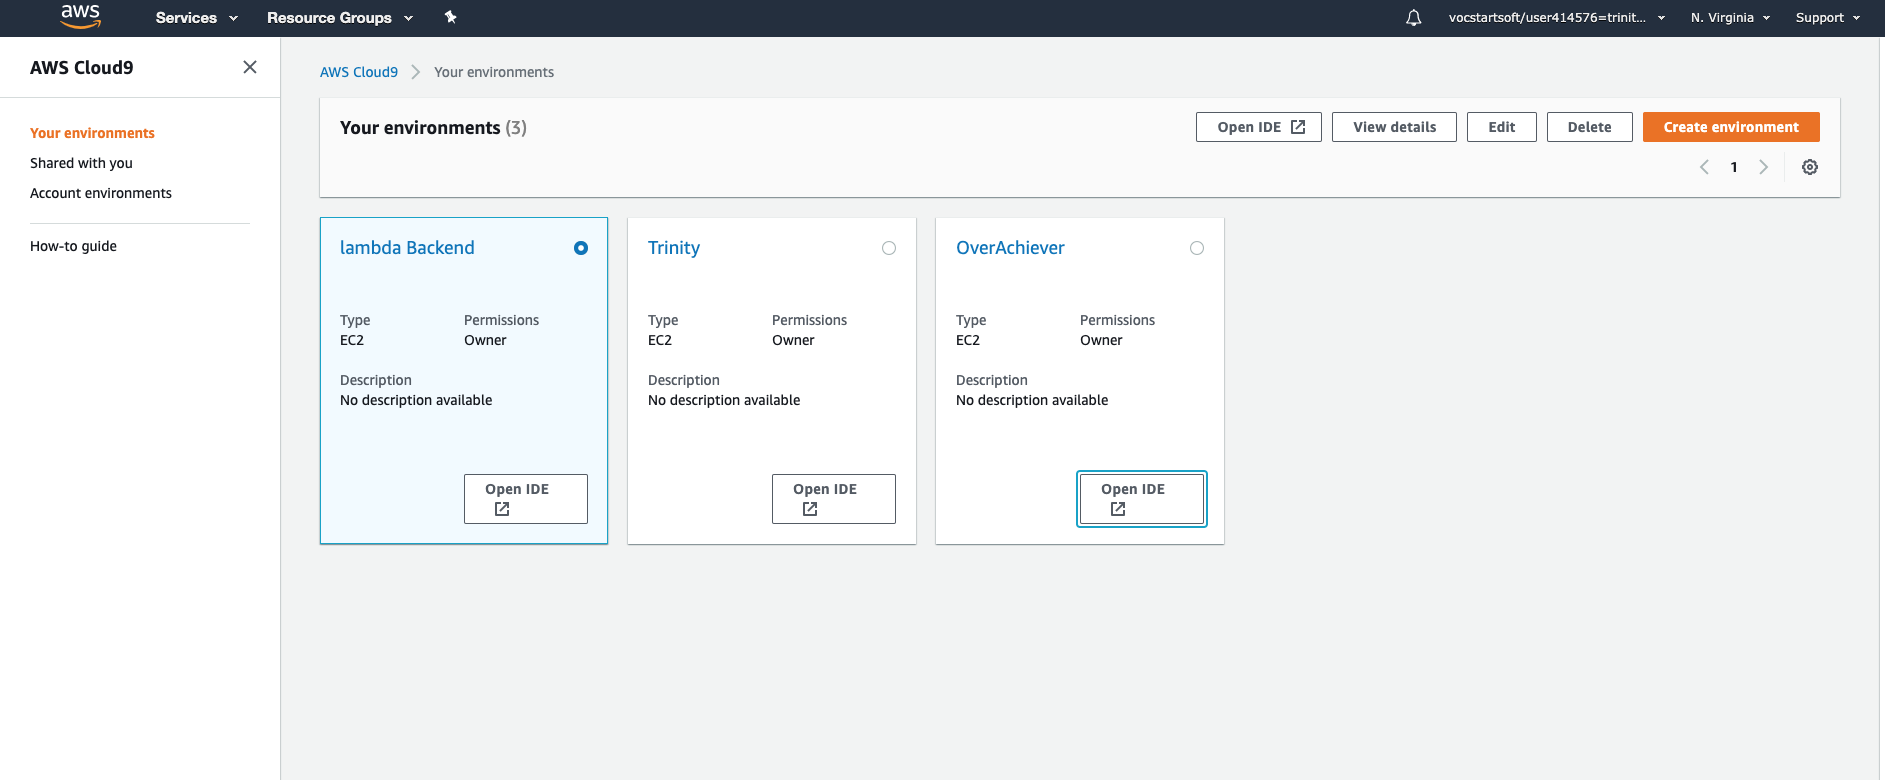 aws Services Resource Groups vocstartsoft/user414576=trinit... N. Virginia Support
AWS Cloud9
Your environments
Shared with you
Account environments
How-to guide
AWS Cloud9 Your environments
Your environments (3) Open IDE View details Edit Delete Create environment
1
lambda Backend
Type Permissions
EC2 Owner
Description
No description available
Open IDE
Trinity
Type Permissions
EC2 Owner
Description
No description available
Open IDE
OverAchiever
Type Permissions
EC2 Owner
Description
No description available
Open IDE